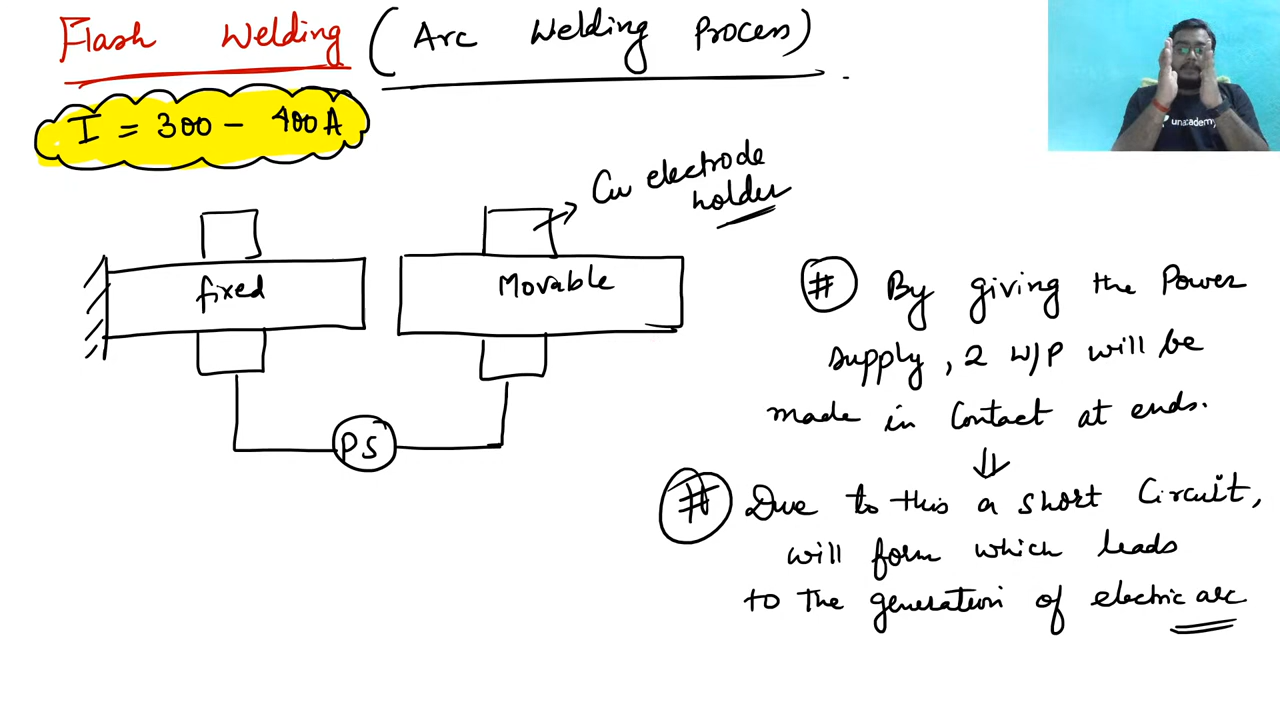 Flash Welding (Arc Welding Process)
I = 300 - 400A
Cu electrode
holder
fixed
Movable
PS
# By giving the Power
supply, 2 W/P will be
made in Contact at ends.
# Due to this a short Circuit,
will form which leads
to the generation of electric arc
unacademy